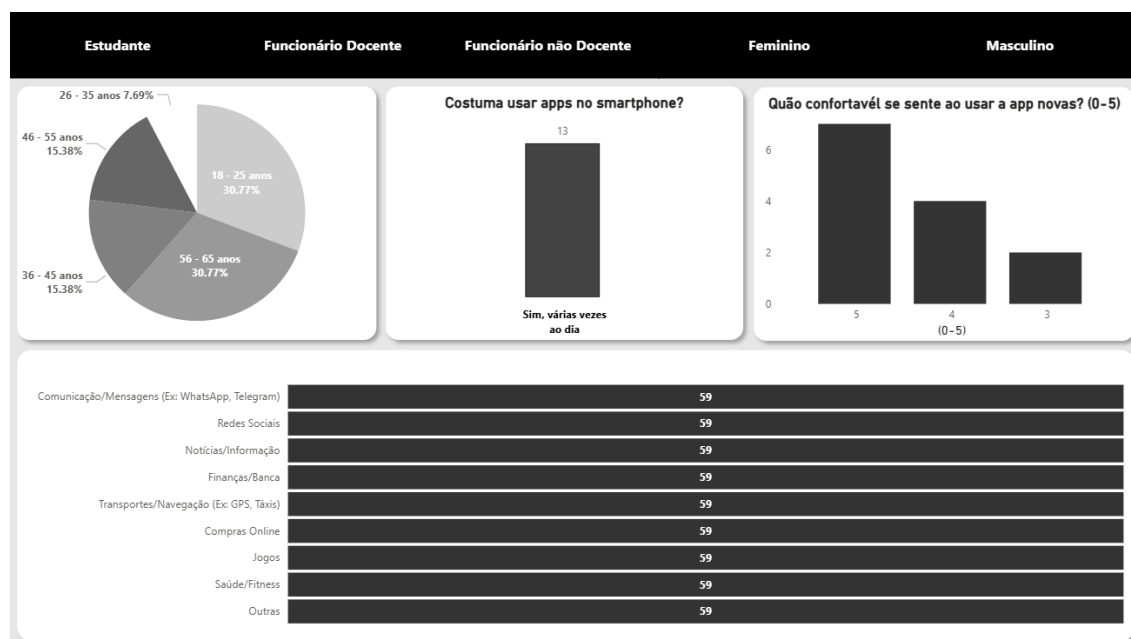 Estudante
Funcionário Docente
Funcionário não Docente
Feminino
Masculino
26 - 35 anos 7.69%
46 - 55 anos
15.38%
18 - 25 anos
30.77%
56 - 65 anos
30.77%
36 - 45 anos
15.38%
Costuma usar apps no smartphone?
13
Sim, várias vezes
ao dia
Quão confortavél se sente ao usar a app novas? (0-5)
6
4
2
0
5
4
3
(0-5)
Comunicação/Mensagens (Ex: WhatsApp, Telegram)
59
Redes Sociais
59
Notícias/Informação
59
Finanças/Banca
59
Transportes/Navegação (Ex: GPS, Táxis)
59
Compras Online
59
Jogos
59
Saúde/Fitness
59
Outras
59